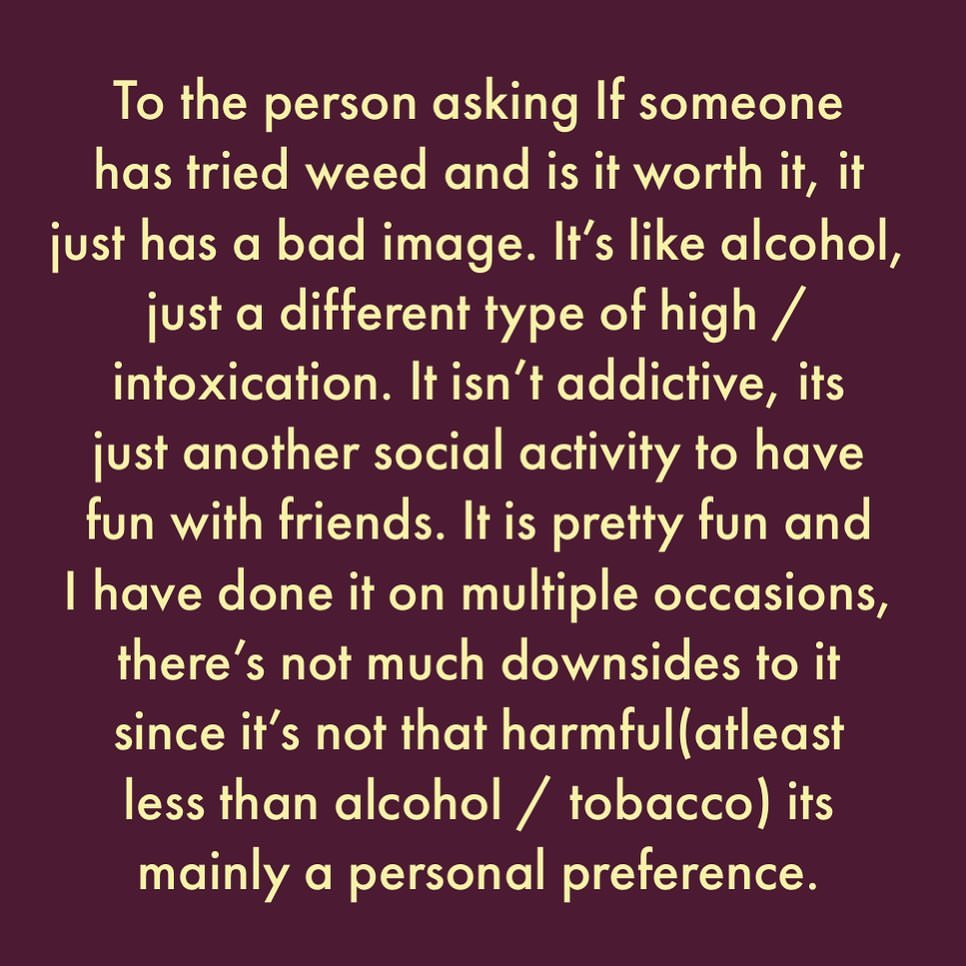 To the person asking If someone
has tried weed and is it worth it, it
just has a bad image. It’s like alcohol,
just a different type of high /
intoxication. It isn’t addictive, its
just another social activity to have
fun with friends. It is pretty fun and
I have done it on multiple occasions,
there’s not much downsides to it
since it’s not that harmful(atleast
less than alcohol / tobacco) its
mainly a personal preference.